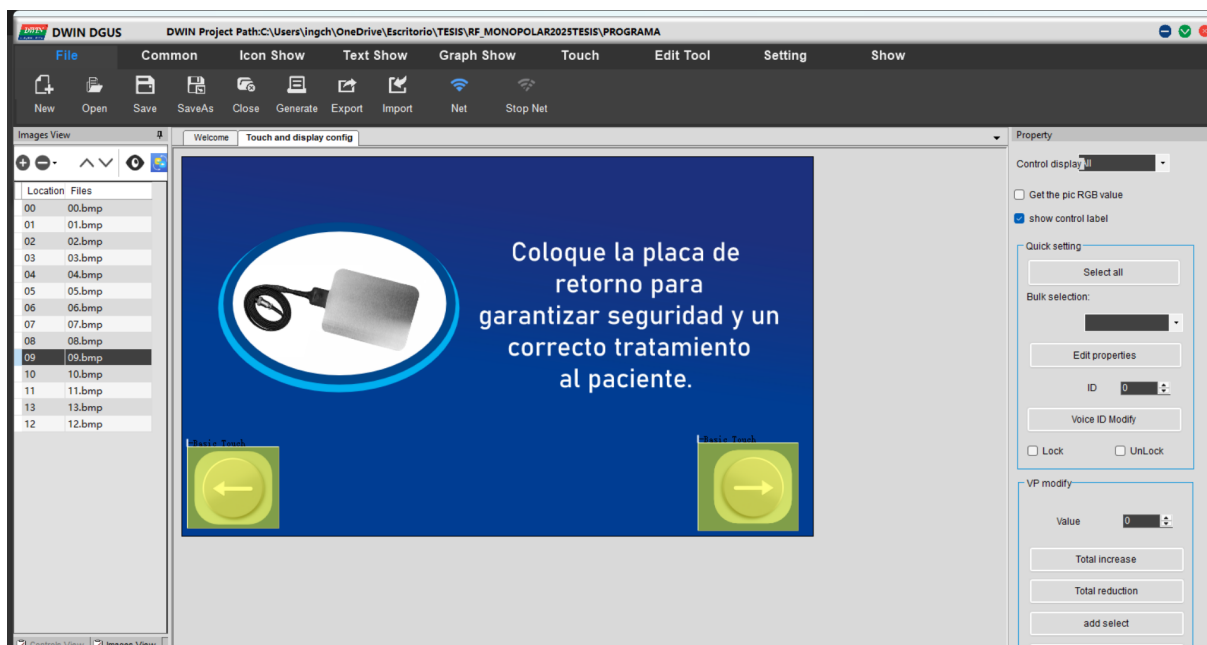 DWIN DGUS DWIN Project Path:C:\Users\ingch\OneDrive\Escritorio\TESIS\RF_MONOPOLAR2025TESIS\PROGRAMA
File Common Icon Show Text Show Graph Show Touch Edit Tool Setting Show
New Open Save SaveAs Close Generate Export Import Net Stop Net
Images View
Welcome Touch and display config
Property
Location Files
00 00.bmp
01 01.bmp
02 02.bmp
03 03.bmp
04 04.bmp
05 05.bmp
06 06.bmp
07 07.bmp
08 08.bmp
09 09.bmp
10 10.bmp
11 11.bmp
13 13.bmp
12 12.bmp
Coloque la placa de
retorno para
garantizar seguridad y un
correcto tratamiento
al paciente.
Basic Touch
Basic Touch
Control display
Get the pic RGB value
show control label
Quick setting
Select all
Bulk selection:
Edit properties
ID 0
Voice ID Modify
Lock UnLock
VP modify
Value 0
Total increase
Total reduction
add select
Controls View Images View